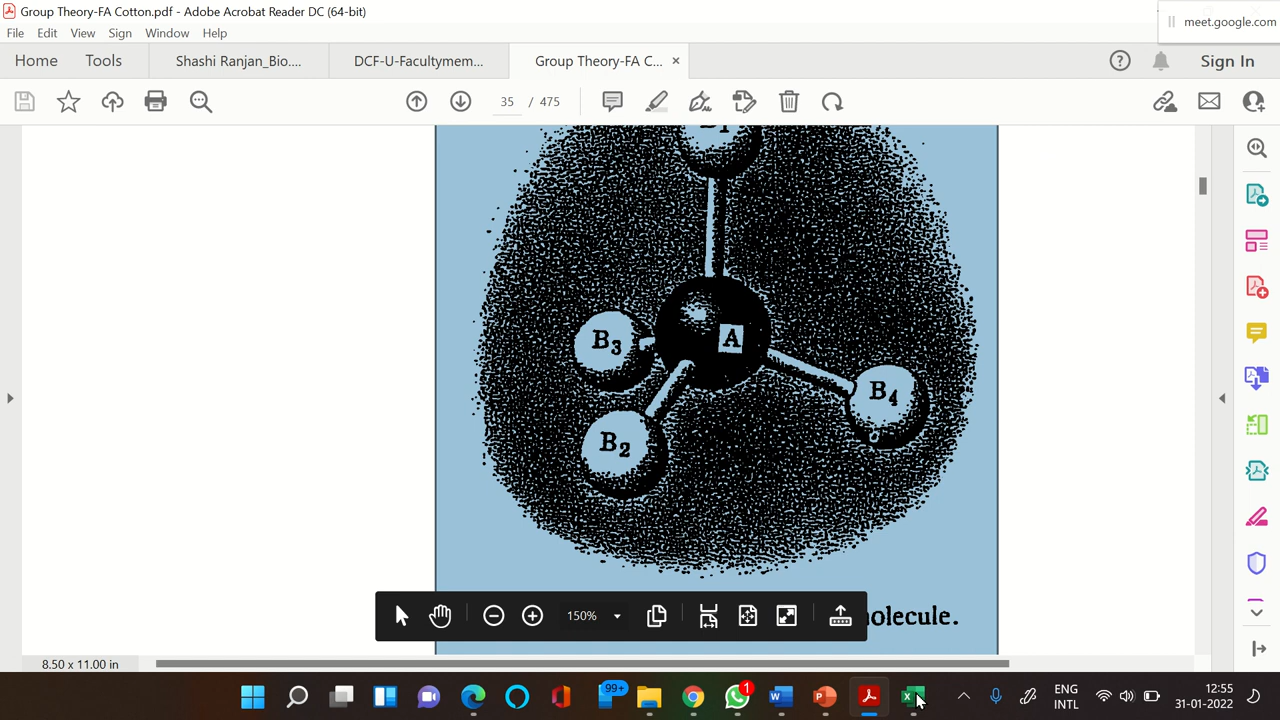 Group Theory-FA Cotton.pdf - Adobe Acrobat Reader DC (64-bit)
meet.google.com
File Edit View Sign Window Help
Home Tools Shashi Ranjan_Bio.... DCF-U-Facultymem... Group Theory-FA C... × Sign In
35 / 475
B3
A
B4
B2
150%
molecule.
8.50 x 11.00 in
99+
1
ENG
INTL
12:55
31-01-2022